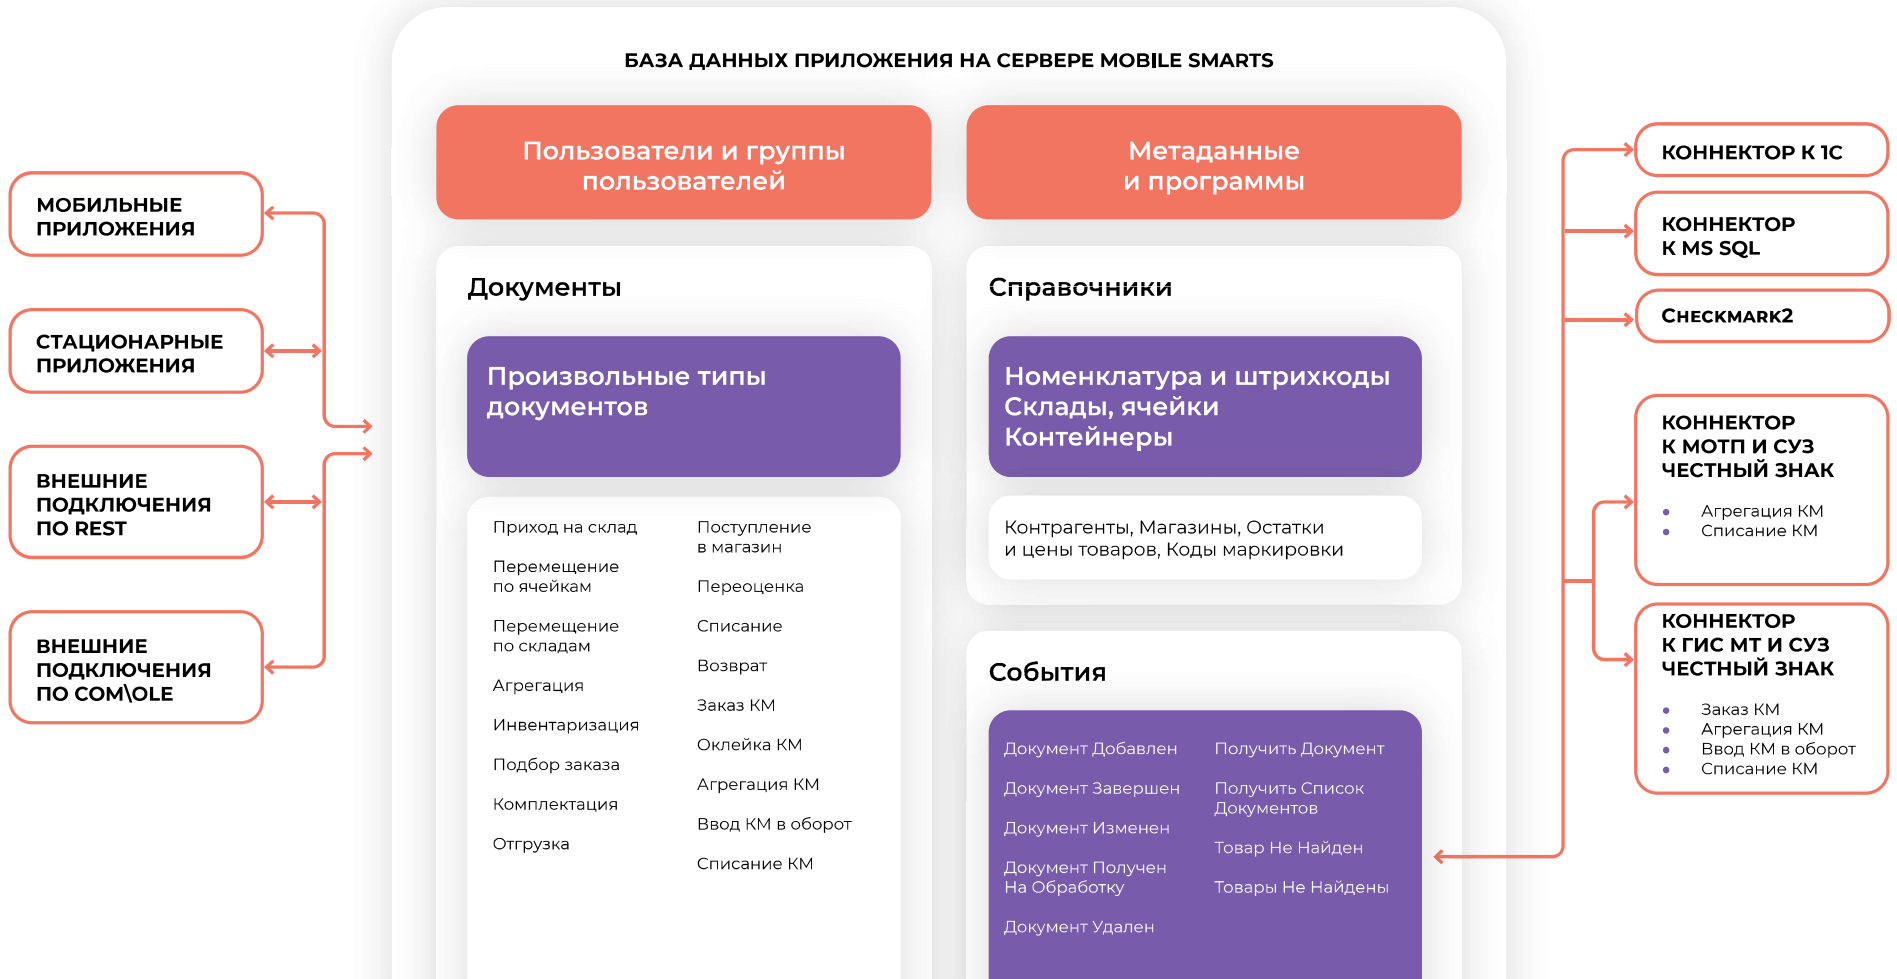 БАЗА ДАННЫХ ПРИЛОЖЕНИЯ НА СЕРВЕРЕ MOBILE SMARTS
МОБИЛЬНЫЕ
ПРИЛОЖЕНИЯ
СТАЦИОНАРНЫЕ
ПРИЛОЖЕНИЯ
ВНЕШНИЕ
ПОДКЛЮЧЕНИЯ
ПО REST
ВНЕШНИЕ
ПОДКЛЮЧЕНИЯ
ПО COM\OLE
Пользователи и группы
пользователей
Документы
Произвольные типы
документов
Приход на склад
Перемещение
по ячейкам
Перемещение
по складам
Агрегация
Инвентаризация
Подбор заказа
Комплектация
Отгрузка
Поступление
в магазин
Переоценка
Списание
Возврат
Заказ КМ
Оклейка КМ
Агрегация КМ
Ввод КМ в оборот
Списание КМ
Метаданные
и программы
Справочники
Номенклатура и штрихкоды
Склады, ячейки
Контейнеры
Контрагенты, Магазины, Остатки
и цены товаров, Коды маркировки
События
Документ Добавлен
Документ Завершен
Документ Изменен
Документ Получен
На Обработку
Документ Удален
Получить Документ
Получить Список
Документов
Товар Не Найден
Товары Не Найдены
КОННЕКТОР К 1С
КОННЕКТОР
К MS SQL
CHECKMARK2
КОННЕКТОР
К МОТП И СУЗ
ЧЕСТНЫЙ ЗНАК
• Агрегация КМ
• Списание КМ
КОННЕКТОР
К ГИС МТ И СУЗ
ЧЕСТНЫЙ ЗНАК
• Заказ КМ
• Агрегация КМ
• Ввод КМ в оборот
• Списание КМ